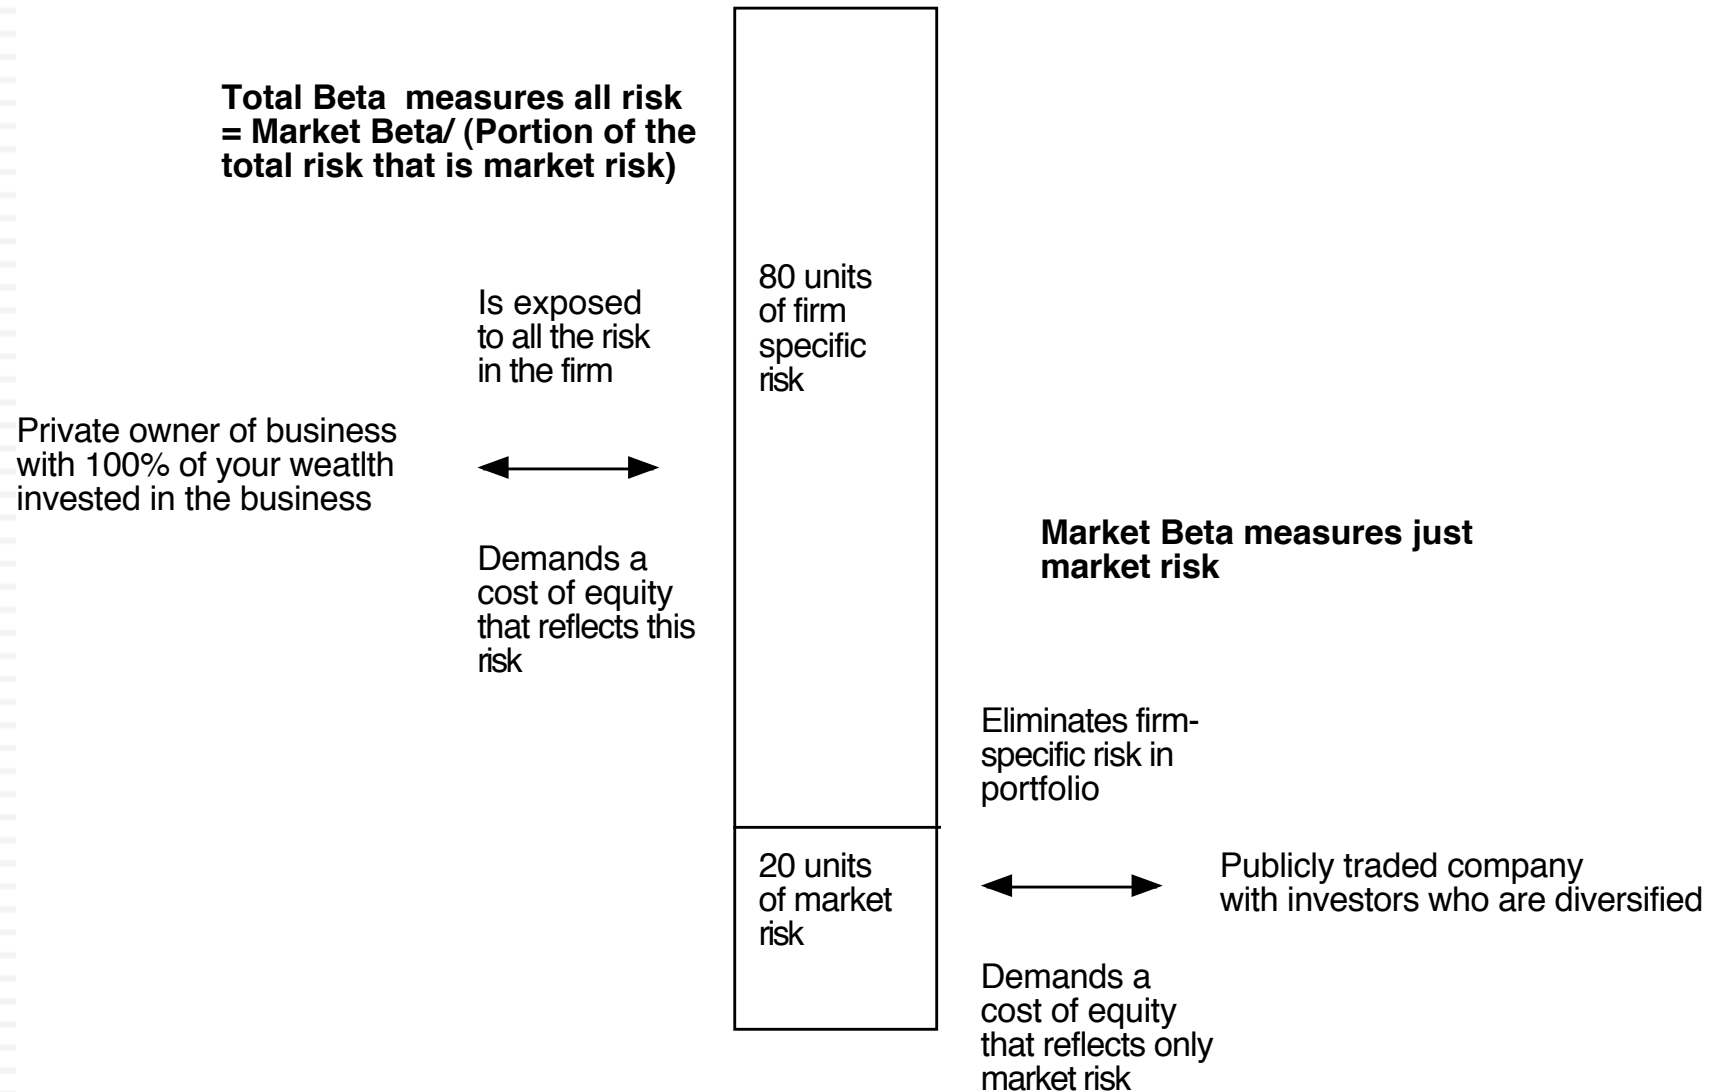 Total Beta  measures all risk
= Market Beta/ (Portion of the
total risk that is market risk)
80 units
of firm
specific
risk
Is exposed
to all the risk
in the firm
Private owner of business
with 100% of your weatlth
invested in the business
Demands a
cost of equity
that reflects this
risk
Market Beta measures just
market risk
Eliminates firm-
specific risk in
portfolio
20 units
of market
risk
Publicly traded company
with investors who are diversified
Demands a
cost of equity
that reflects only
market risk